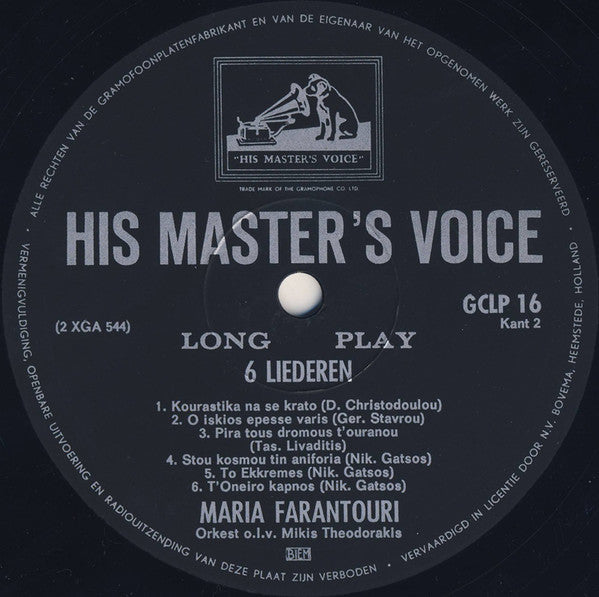 ALLE RECHTEN VAN DE GRAMOFOONPLATENFABRIKANT EN VAN DE EIGENAAR VAN HET OPGENOMEN WERK ZIJN GERESERVEERD
"HIS MASTER'S VOICE"
TRADE MARK OF THE GRAMOPHONE CO. LTD.
HIS MASTER'S VOICE
GCLP 16
(2 XGA 544)
Kant 2
LONG PLAY
6 LIEDEREN
1. Kourastika na se krato (D. Christodoulou)
2. O iskios epesse varis (Ger. Stavrou)
3. Pira tous dromous t'ouranou
(Tas. Livaditis)
4. Stou kosmou tin aniforia (Nik. Gatsos)
5. To Ekkremes (Nik. Gatsos)
6. T'Oneiro kapnos (Nik. Gatsos)
MARIA FARANTOURI
Orkest o.l.v. Mikis Theodorakis
BIEM
VERMENIGVULDIGING, OPENBARE UITVOERING EN RADIOUITZENDING VAN DEZE PLAAT ZIJN VERBODEN · VERVAARDIGD IN LICENTIE DOOR N.V. BOVEMA, HEEMSTEDE, HOLLAND